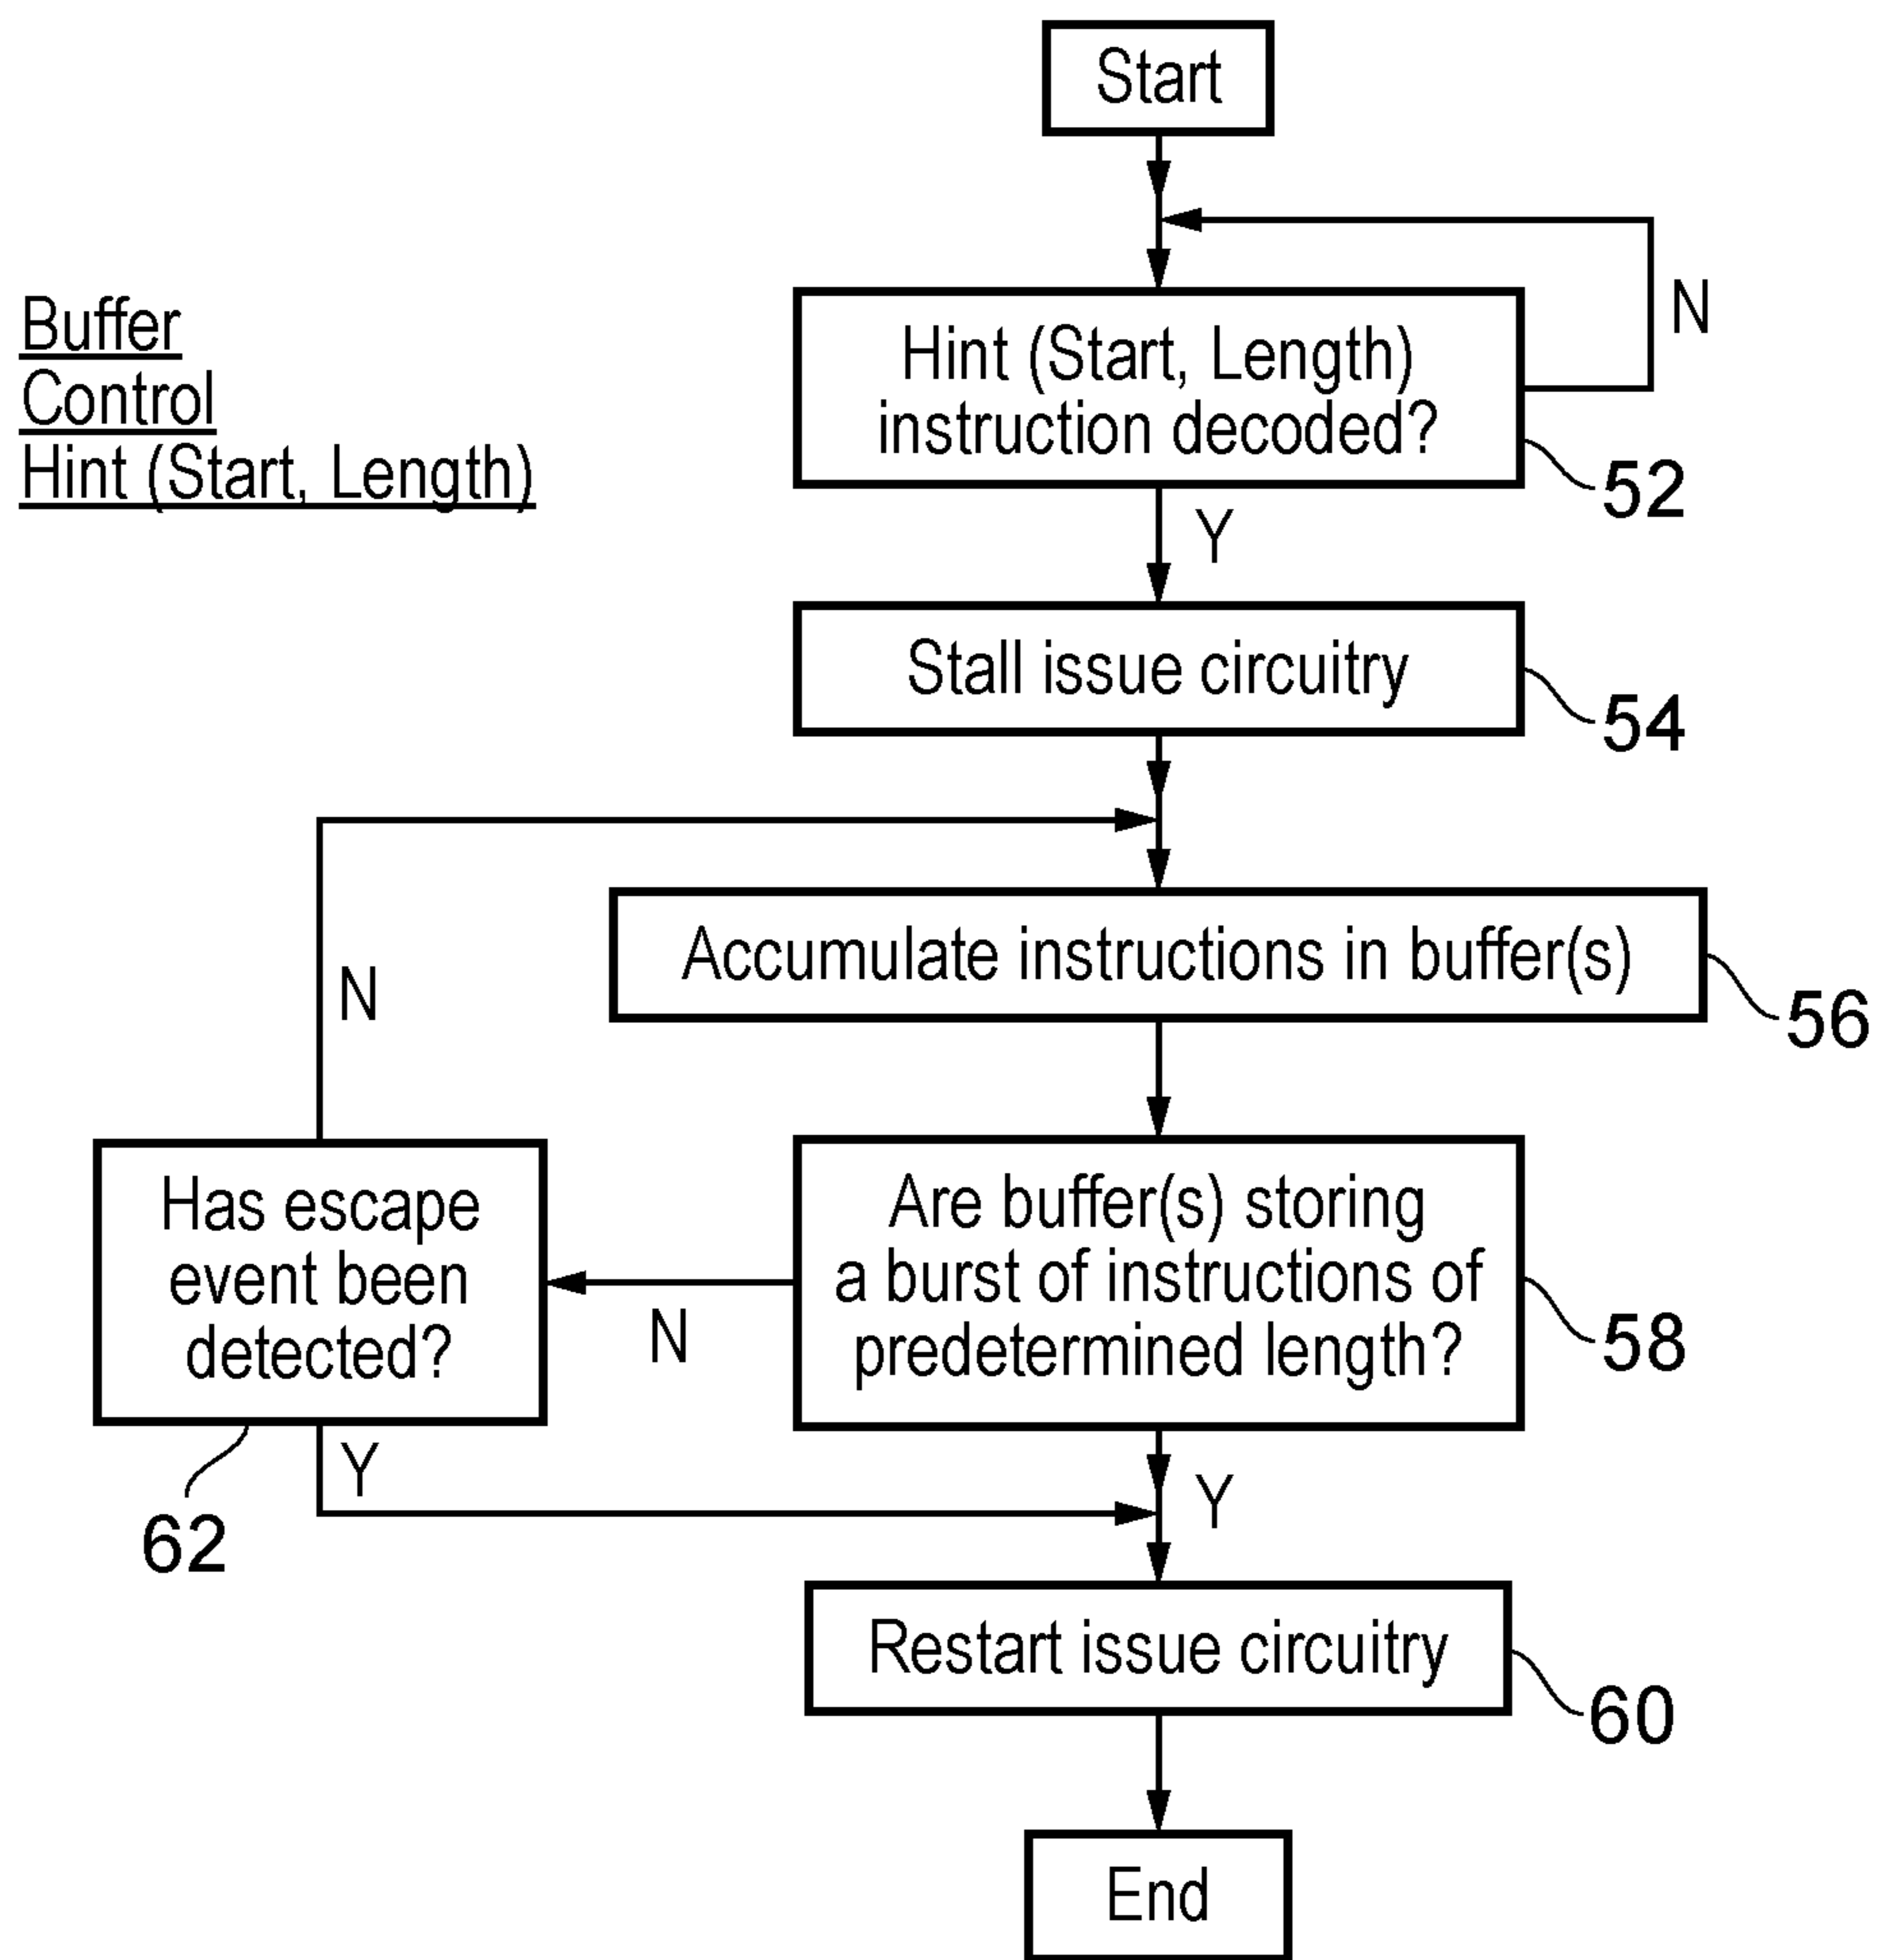 Start
Buffer
Control
Hint (Start, Length)
Hint (Start, Length)
instruction decoded?
N
52
Y
Stall issue circuitry
54
Accumulate instructions in buffer(s)
56
N
Has escape
event been
detected?
62
Are buffer(s) storing
a burst of instructions of
predetermined length?
N
58
Y
Y
Restart issue circuitry
60
End